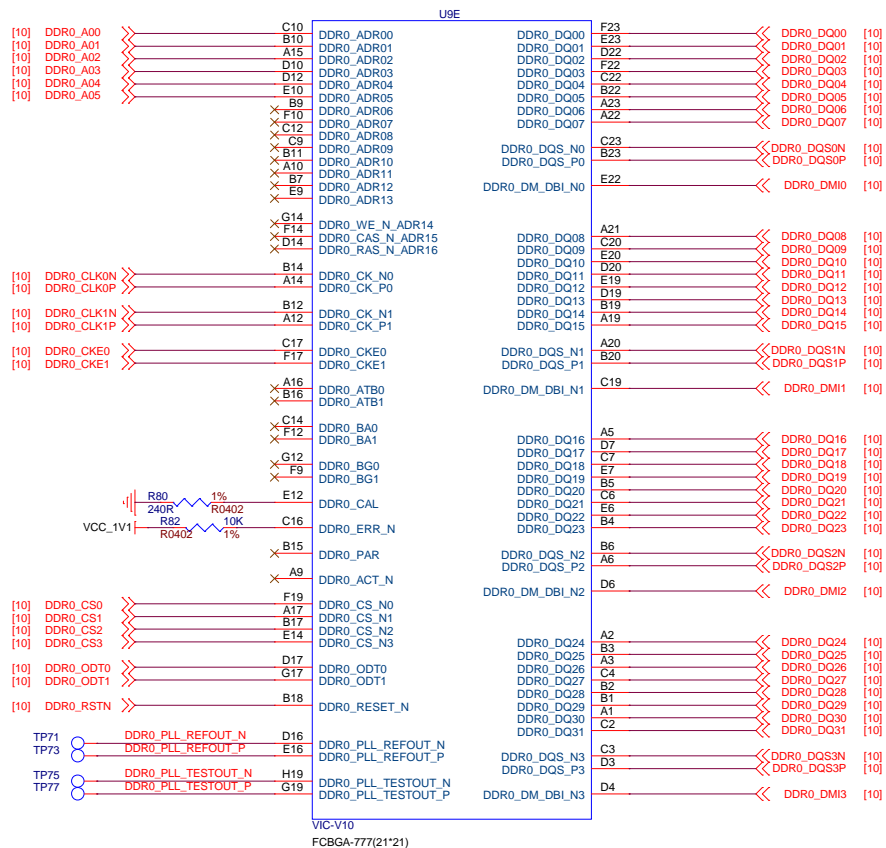 U9E
[10] DDR0_A00 C10 DDR0_ADR00 DDR0_DQ00 F23 DDR0_DQ00 [10]
[10] DDR0_A01 B10 DDR0_ADR01 DDR0_DQ01 E23 DDR0_DQ01 [10]
[10] DDR0_A02 A15 DDR0_ADR02 DDR0_DQ02 D22 DDR0_DQ02 [10]
[10] DDR0_A03 D10 DDR0_ADR03 DDR0_DQ03 F22 DDR0_DQ03 [10]
[10] DDR0_A04 D12 DDR0_ADR04 DDR0_DQ04 C22 DDR0_DQ04 [10]
[10] DDR0_A05 E10 DDR0_ADR05 DDR0_DQ05 B22 DDR0_DQ05 [10]
B9 DDR0_ADR06 DDR0_DQ06 A23 DDR0_DQ06 [10]
F10 DDR0_ADR07 DDR0_DQ07 A22 DDR0_DQ07 [10]
C12 DDR0_ADR08
C9 DDR0_ADR09 DDR0_DQS_N0 C23 DDR0_DQS0N [10]
B11 DDR0_ADR10 DDR0_DQS_P0 B23 DDR0_DQS0P [10]
A10 DDR0_ADR11
B7 DDR0_ADR12 DDR0_DM_DBI_N0 E22 DDR0_DMI0 [10]
E9 DDR0_ADR13
G14 DDR0_WE_N_ADR14
F14 DDR0_CAS_N_ADR15 DDR0_DQ08 A21 DDR0_DQ08 [10]
D14 DDR0_RAS_N_ADR16 DDR0_DQ09 C20 DDR0_DQ09 [10]
DDR0_DQ10 E20 DDR0_DQ10 [10]
[10] DDR0_CLK0N B14 DDR0_CK_N0 DDR0_DQ11 D20 DDR0_DQ11 [10]
[10] DDR0_CLK0P A14 DDR0_CK_P0 DDR0_DQ12 E19 DDR0_DQ12 [10]
DDR0_DQ13 D19 DDR0_DQ13 [10]
[10] DDR0_CLK1N B12 DDR0_CK_N1 DDR0_DQ14 B19 DDR0_DQ14 [10]
[10] DDR0_CLK1P A12 DDR0_CK_P1 DDR0_DQ15 A19 DDR0_DQ15 [10]
[10] DDR0_CKE0 C17 DDR0_CKE0 DDR0_DQS_N1 A20 DDR0_DQS1N [10]
[10] DDR0_CKE1 F17 DDR0_CKE1 DDR0_DQS_P1 B20 DDR0_DQS1P [10]
A16 DDR0_ATB0 DDR0_DM_DBI_N1 C19 DDR0_DMI1 [10]
B16 DDR0_ATB1
C14 DDR0_BA0
F12 DDR0_BA1 DDR0_DQ16 A5 DDR0_DQ16 [10]
DDR0_DQ17 D7 DDR0_DQ17 [10]
G12 DDR0_BG0 DDR0_DQ18 C7 DDR0_DQ18 [10]
F9 DDR0_BG1 DDR0_DQ19 E7 DDR0_DQ19 [10]
DDR0_DQ20 B5 DDR0_DQ20 [10]
R80 1% E12 DDR0_CAL DDR0_DQ21 C6 DDR0_DQ21 [10]
240R R0402 DDR0_DQ22 E6 DDR0_DQ22 [10]
VCC_1V1 R82 10K C16 DDR0_ERR_N DDR0_DQ23 B4 DDR0_DQ23 [10]
R0402 1%
B15 DDR0_PAR DDR0_DQS_N2 B6 DDR0_DQS2N [10]
DDR0_DQS_P2 A6 DDR0_DQS2P [10]
A9 DDR0_ACT_N
DDR0_DM_DBI_N2 D6 DDR0_DMI2 [10]
[10] DDR0_CS0 F19 DDR0_CS_N0
[10] DDR0_CS1 A17 DDR0_CS_N1
[10] DDR0_CS2 B17 DDR0_CS_N2
[10] DDR0_CS3 E14 DDR0_CS_N3 DDR0_DQ24 A2 DDR0_DQ24 [10]
DDR0_DQ25 B3 DDR0_DQ25 [10]
[10] DDR0_ODT0 D17 DDR0_ODT0 DDR0_DQ26 A3 DDR0_DQ26 [10]
[10] DDR0_ODT1 G17 DDR0_ODT1 DDR0_DQ27 C4 DDR0_DQ27 [10]
DDR0_DQ28 B2 DDR0_DQ28 [10]
[10] DDR0_RSTN B18 DDR0_RESET_N DDR0_DQ29 B1 DDR0_DQ29 [10]
DDR0_DQ30 A1 DDR0_DQ30 [10]
DDR0_DQ31 C2 DDR0_DQ31 [10]
TP71 DDR0_PLL_REFOUT_N D16 DDR0_PLL_REFOUT_N
TP73 DDR0_PLL_REFOUT_P E16 DDR0_PLL_REFOUT_P DDR0_DQS_N3 C3 DDR0_DQS3N [10]
DDR0_DQS_P3 D3 DDR0_DQS3P [10]
TP75 DDR0_PLL_TESTOUT_N H19 DDR0_PLL_TESTOUT_N
TP77 DDR0_PLL_TESTOUT_P G19 DDR0_PLL_TESTOUT_P DDR0_DM_DBI_N3 D4 DDR0_DMI3 [10]
VIC-V10
FCBGA-777(21*21)